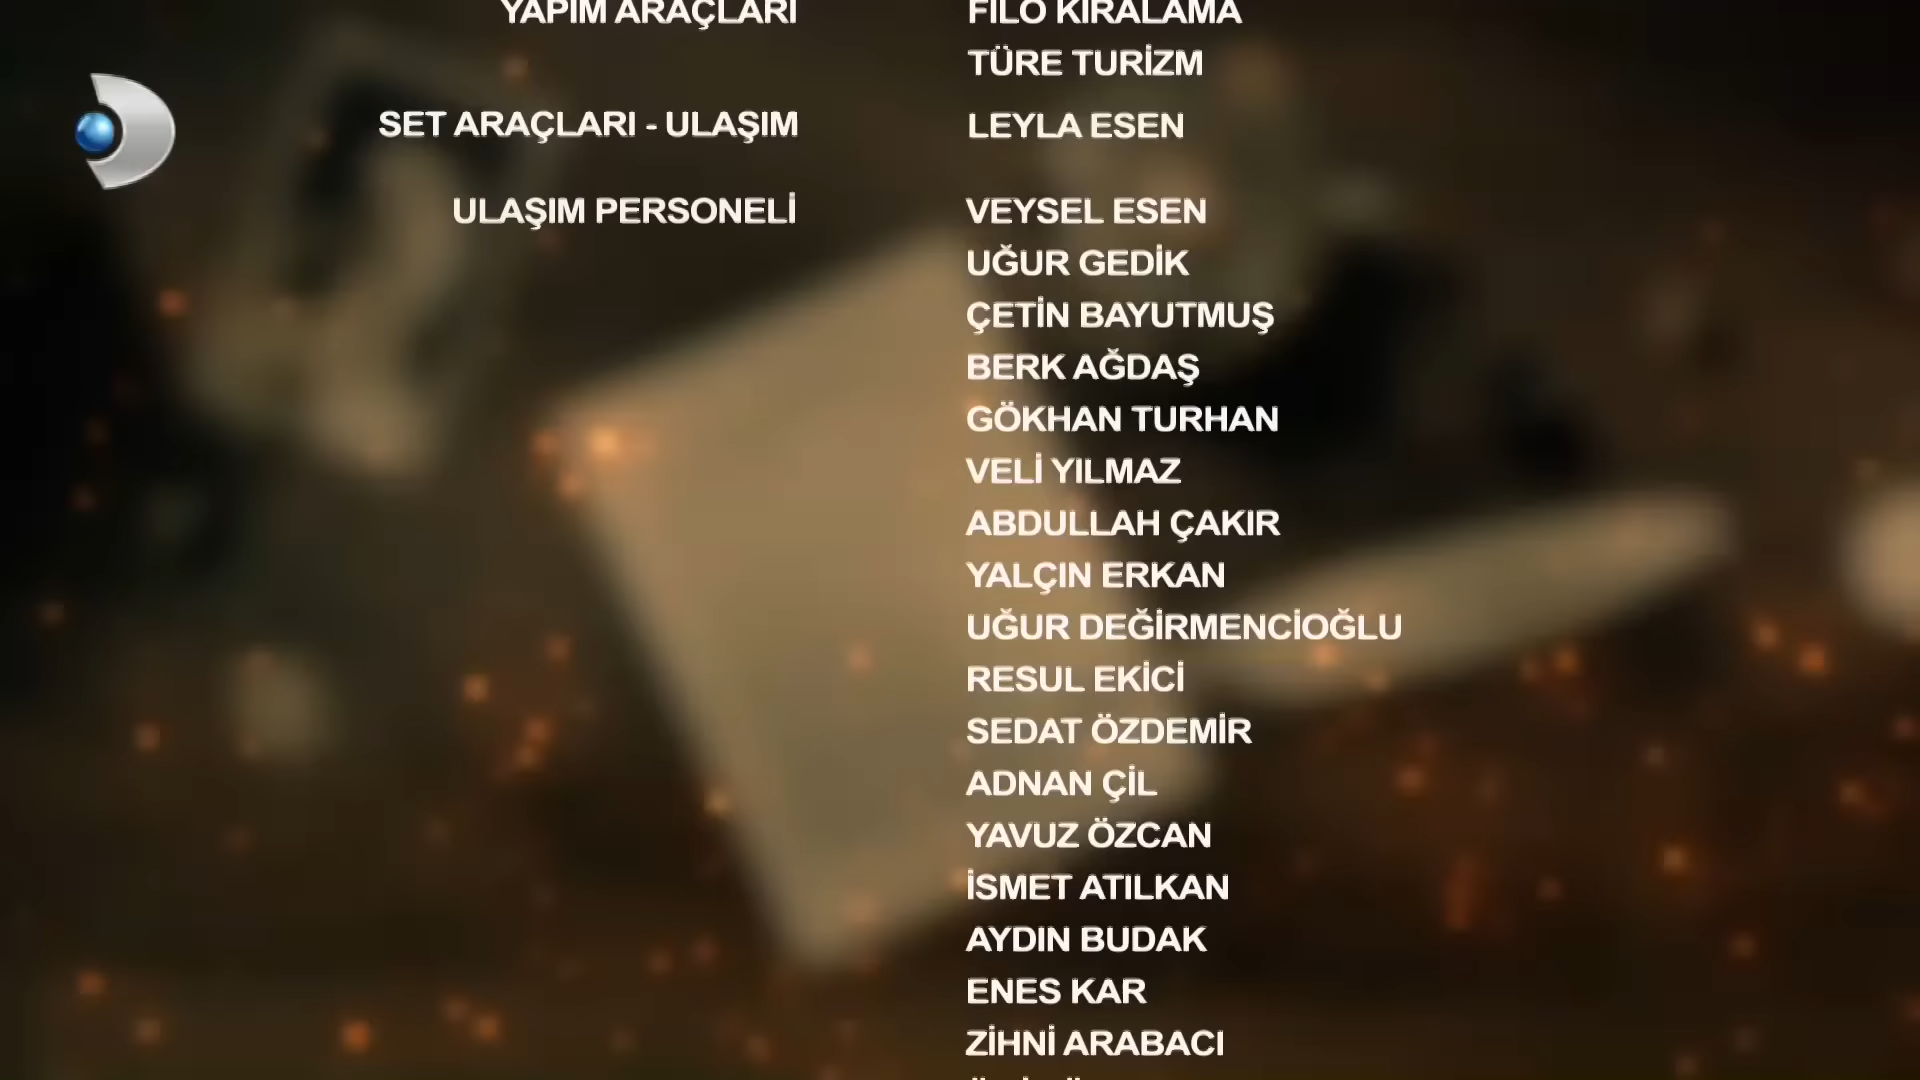 YAPIM ARAÇLARI FİLO KİRALAMA
TÜRE TURİZM
SET ARAÇLARI - ULAŞIM LEYLA ESEN
ULAŞIM PERSONELİ VEYSEL ESEN
UĞUR GEDİK
ÇETİN BAYUTMUŞ
BERK AĞDAŞ
GÖKHAN TURHAN
VELİ YILMAZ
ABDULLAH ÇAKIR
YALÇIN ERKAN
UĞUR DEĞİRMENCİOĞLU
RESUL EKİCİ
SEDAT ÖZDEMİR
ADNAN ÇİL
YAVUZ ÖZCAN
İSMET ATILKAN
AYDIN BUDAK
ENES KAR
ZİHNİ ARABACI